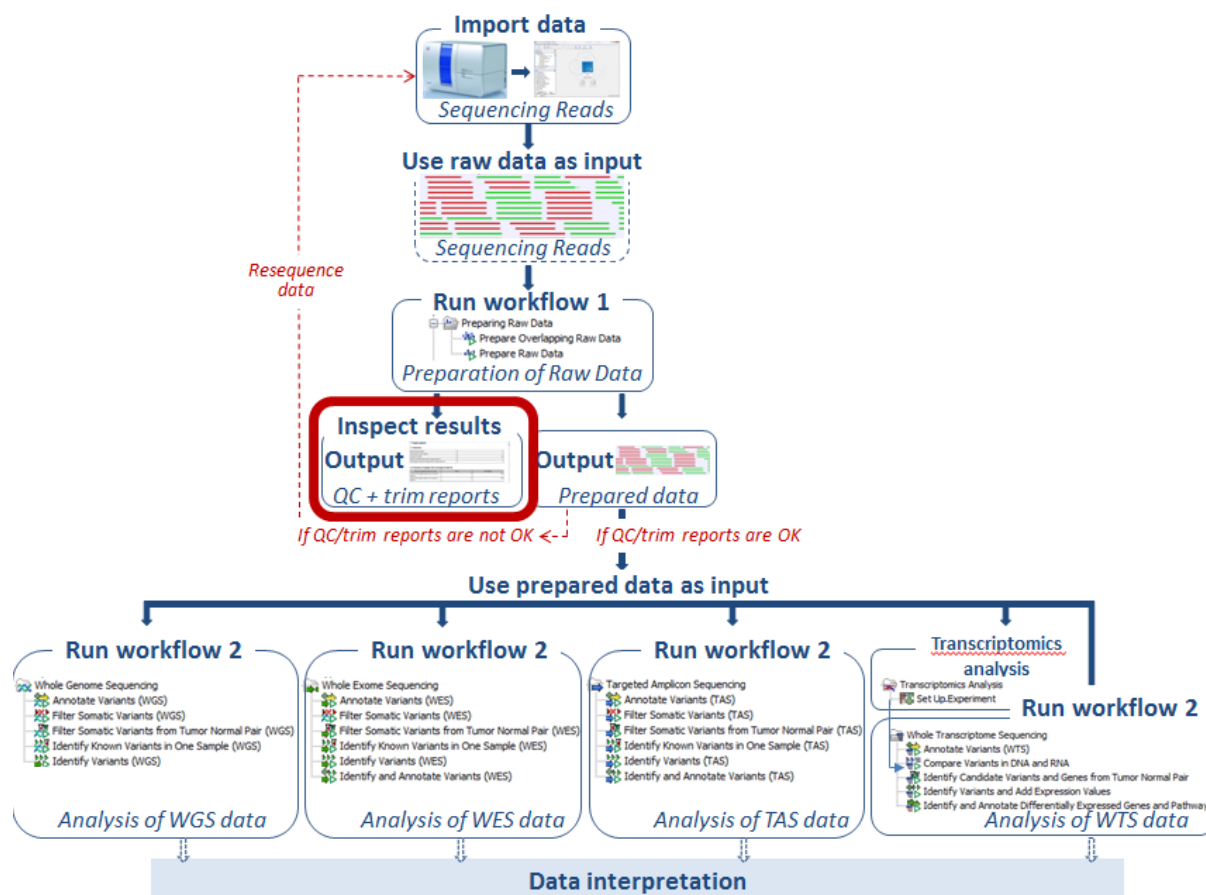 Import data
Sequencing Reads
Use raw data as input
Sequencing Reads
Resequence
data
Run workflow 1
Preparing Raw Data
Prepare Overlapping Raw Data
Prepare Raw Data
Preparation of Raw Data
Inspect results
Output
QC + trim reports
Output
Prepared data
If QC/trim reports are not OK
If QC/trim reports are OK
Use prepared data as input
Run workflow 2
Whole Genome Sequencing
Annotate Variants (WGS)
Filter Somatic Variants (WGS)
Filter Somatic Variants from Tumor Normal Pair (WGS)
Identify Known Variants in One Sample (WGS)
Identify Variants (WGS)
Analysis of WGS data
Run workflow 2
Whole Exome Sequencing
Annotate Variants (WES)
Filter Somatic Variants (WES)
Filter Somatic Variants from Tumor Normal Pair (WES)
Identify Known Variants in One Sample (WES)
Identify Variants (WES)
Identify and Annotate Variants (WES)
Analysis of WES data
Run workflow 2
Targeted Amplicon Sequencing
Annotate Variants (TAS)
Filter Somatic Variants (TAS)
Filter Somatic Variants from Tumor Normal Pair (TAS)
Identify Known Variants in One Sample (TAS)
Identify Variants (TAS)
Identify and Annotate Variants (TAS)
Analysis of TAS data
Transcriptomics
analysis
Transcriptomics Analysis
Set Up Experiment
Run workflow 2
Whole Transcriptome Sequencing
Annotate Variants (WTS)
Compare Variants in DNA and RNA
Identify Candidate Variants and Genes from Tumor Normal Pair
Identify Variants and Add Expression Values
Identify and Annotate Differentially Expressed Genes and Pathway
Analysis of WTS data
Data interpretation